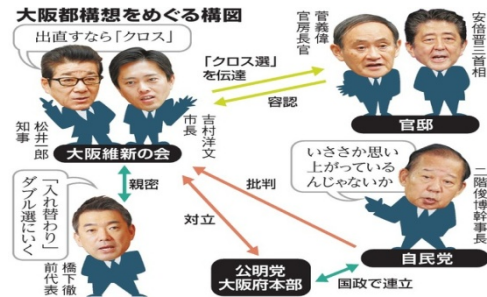 大阪都構想をめぐる構図
出直すなら「クロス」
松井一郎
知事
吉村洋文
市長
大阪維新の会
「クロス選」
を伝達
容認
菅義偉
官房長官
安倍晋三首相
官邸
いささか思い
上がっている
んじゃないか
二階俊博幹事長
自民党
批判
対立
親密
「入れ替わり」
ダブル選にいく
橋下徹
前代表
公明党
大阪府本部
国政で連立